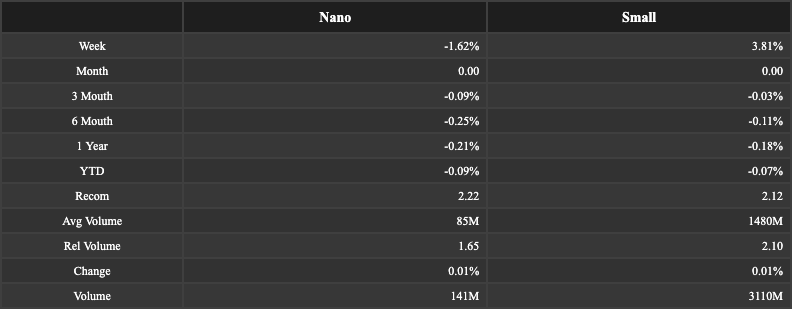 Nano Small
Week -1.62% 3.81%
Month 0.00 0.00
3 Mouth -0.09% -0.03%
6 Mouth -0.25% -0.11%
1 Year -0.21% -0.18%
YTD -0.09% -0.07%
Recom 2.22 2.12
Avg Volume 85M 1480M
Rel Volume 1.65 2.10
Change 0.01% 0.01%
Volume 141M 3110M